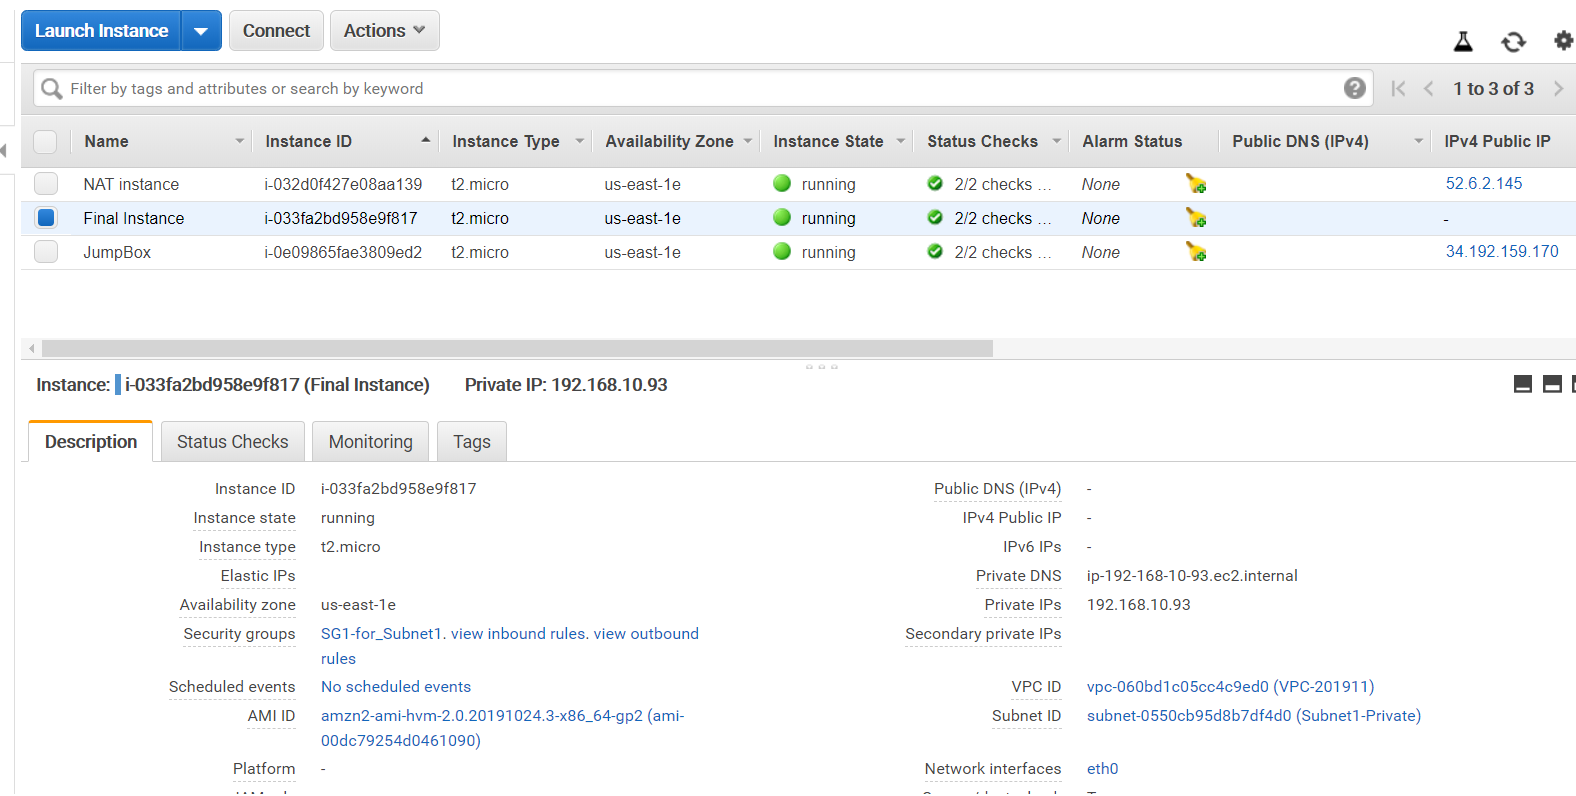 Launch Instance Connect Actions
Filter by tags and attributes or search by keyword 1 to 3 of 3
Name Instance ID Instance Type Availability Zone Instance State Status Checks Alarm Status Public DNS (IPv4) IPv4 Public IP
NAT instance i-032d0f427e08aa139 t2.micro us-east-1e running 2/2 checks ... None 52.6.2.145
Final Instance i-033fa2bd958e9f817 t2.micro us-east-1e running 2/2 checks ... None -
JumpBox i-0e09865fae3809ed2 t2.micro us-east-1e running 2/2 checks ... None 34.192.159.170
Instance: i-033fa2bd958e9f817 (Final Instance) Private IP: 192.168.10.93
Description Status Checks Monitoring Tags
Instance ID i-033fa2bd958e9f817 Public DNS (IPv4) -
Instance state running IPv4 Public IP -
Instance type t2.micro IPv6 IPs -
Elastic IPs Private DNS ip-192-168-10-93.ec2.internal
Availability zone us-east-1e Private IPs 192.168.10.93
Security groups SG1-for_Subnet1. view inbound rules. view outbound Secondary private IPs
rules
Scheduled events No scheduled events VPC ID vpc-060bd1c05cc4c9ed0 (VPC-201911)
AMI ID amzn2-ami-hvm-2.0.20191024.3-x86_64-gp2 (ami- Subnet ID subnet-0550cb95d8b7df4d0 (Subnet1-Private)
00dc79254d0461090)
Platform - Network interfaces eth0